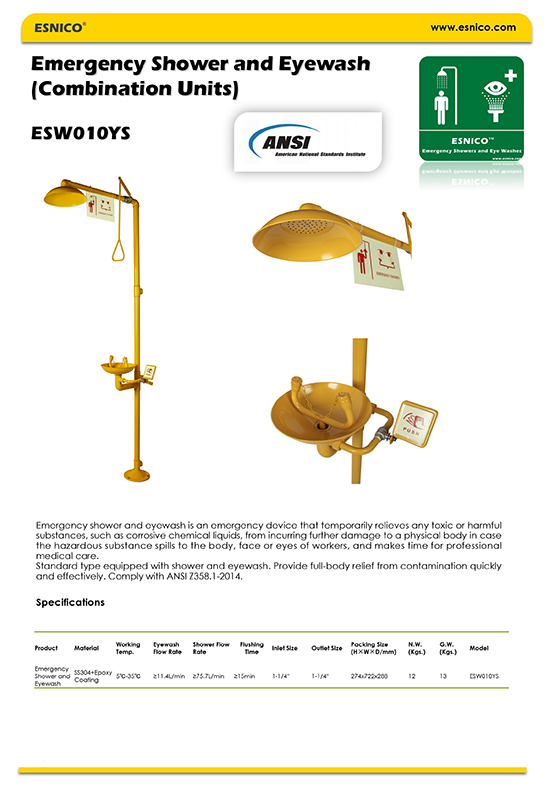 ESNICO®
www.esnico.com
Emergency Shower and Eyewash
(Combination Units)
ESW010YS
ANSI
American National Standards Institute
ESNICO™
Emergency Showers and Eye Washes
www.esnico.com
PUSH
Emergency shower and eyewash is an emergency device that temporarily relieves any toxic or harmful
substances, such as corrosive chemical liquids, from incurring further damage to a physical body in case
the hazardous substance spills to the body, face or eyes of workers, and makes time for professional
medical care.
Standard type equipped with shower and eyewash. Provide full-body relief from contamination quickly
and effectively. Comply with ANSI Z358.1-2014.
Specifications
Product Material Working Temp. Eyewash Flow Rate Shower Flow Rate Flushing Time Inlet Size Outlet Size Packing Size (H×W×D/mm) N.W. (Kgs.) G.W. (Kgs.) Model
Emergency Shower and Eyewash SS304+Epoxy Coating 5℃-35℃ ≥11.4L/min ≥75.7L/min ≥15min 1-1/4" 1-1/4" 274x722x288 12 13 ESW010YS